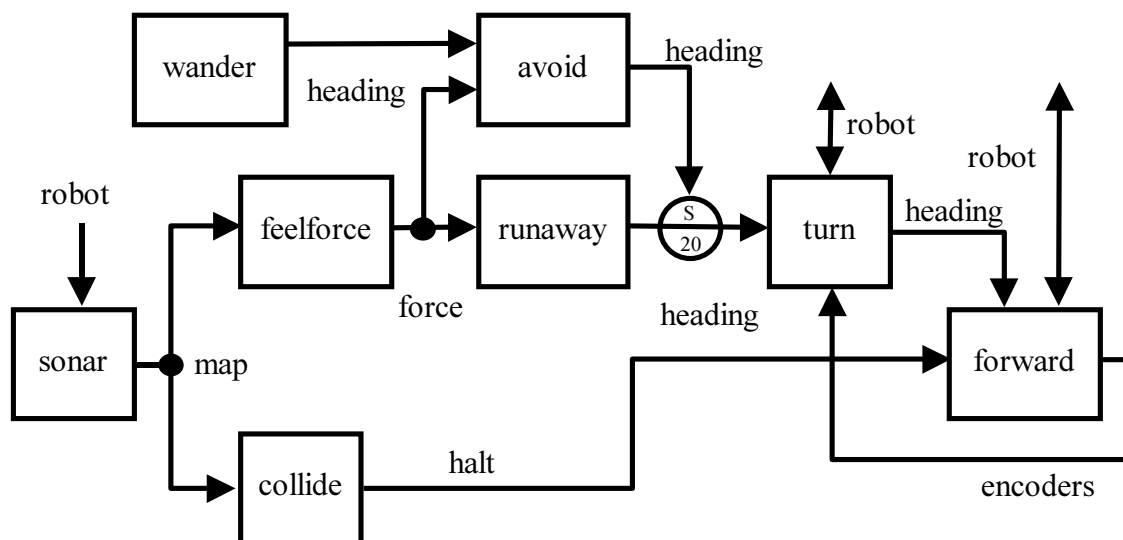 wander
heading
avoid
heading
robot
robot
robot
feelforce
force
runaway
S
20
heading
turn
heading
sonar
map
forward
collide
halt
encoders